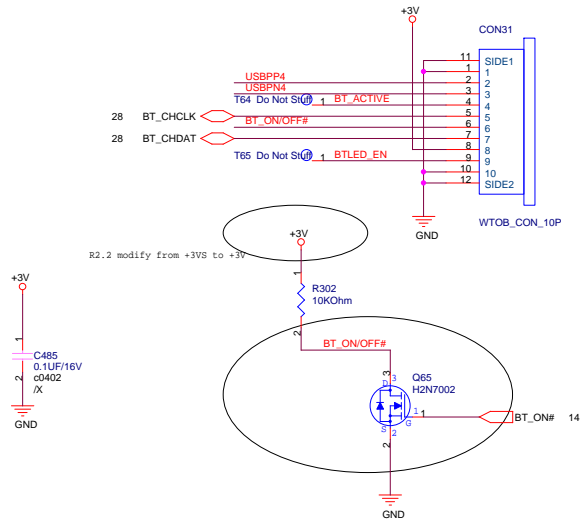 +3V
CON31
11 SIDE1
1 1
USBPP4 2 2
USBPN4 3 3
T64 Do Not Stuff 1 BT_ACTIVE 4 4
28 BT_CHCLK 5 5
BT_ON/OFF# 6 6
28 BT_CHDAT 7 7
8 8
T65 Do Not Stuff 1 BTLED_EN 9 9
10 10
12 SIDE2
GND
WTOB_CON_10P
+3V
R2.2 modify from +3VS to +3V
1
R302
10KOhm
2
+3V
1
C485
0.1UF/16V
c0402
/X
2
GND
BT_ON/OFF#
3 3
D
Q65
H2N7002
1 1
G
S 2
2
BT_ON# 14
GND